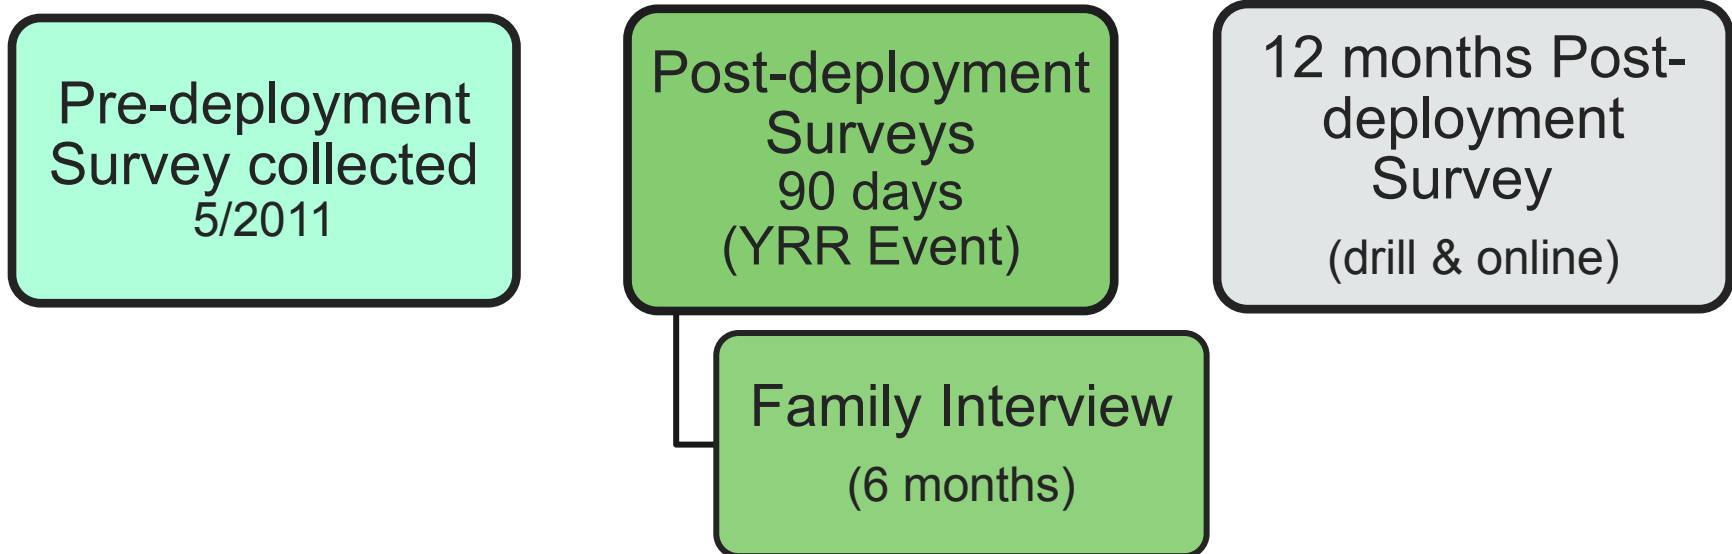 Pre-deployment
Survey collected
5/2011
Post-deployment
Surveys
90 days
(YRR Event)
Family Interview
(6 months)
12 months Post-
deployment
Survey
(drill & online)